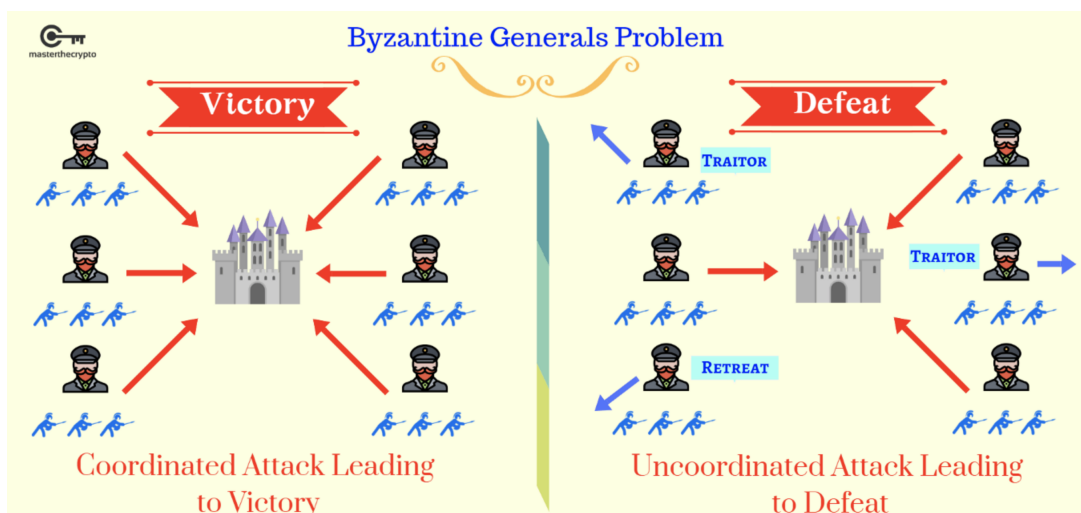 masterthecrypto
Byzantine Generals Problem
Victory
Coordinated Attack Leading
to Victory
Defeat
Traitor
Traitor
Retreat
Uncoordinated Attack Leading
to Defeat